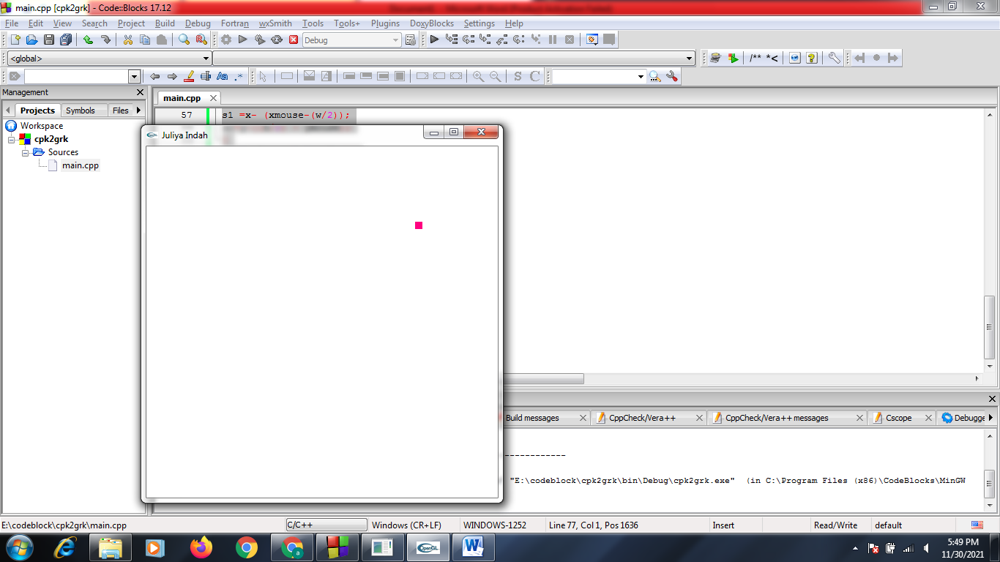 main.cpp [cpk2grk] - Code::Blocks 17.12
File Edit View Search Project Build Debug Fortran wxSmith Tools Tools+ Plugins DoxyBlocks Settings Help
Debug
<global>
/** *<
Aa .*
S C
Management
main.cpp
Projects Symbols Files
57 s1 =x- (xmouse-(w/2));
Workspace
cpk2grk
Sources
main.cpp
Juliya Indah
Build messages CppCheck/Vera++ CppCheck/Vera++ messages Cscope Debugge
------------
"E:\codeblock\cpk2grk\bin\Debug\cpk2grk.exe" (in C:\Program Files (x86)\CodeBlocks\MinGW
E:\codeblock\cpk2grk\main.cpp C/C++ Windows (CR+LF) WINDOWS-1252 Line 77, Col 1, Pos 1636 Insert Read/Write default
OpenGL
5:49 PM
11/30/2021